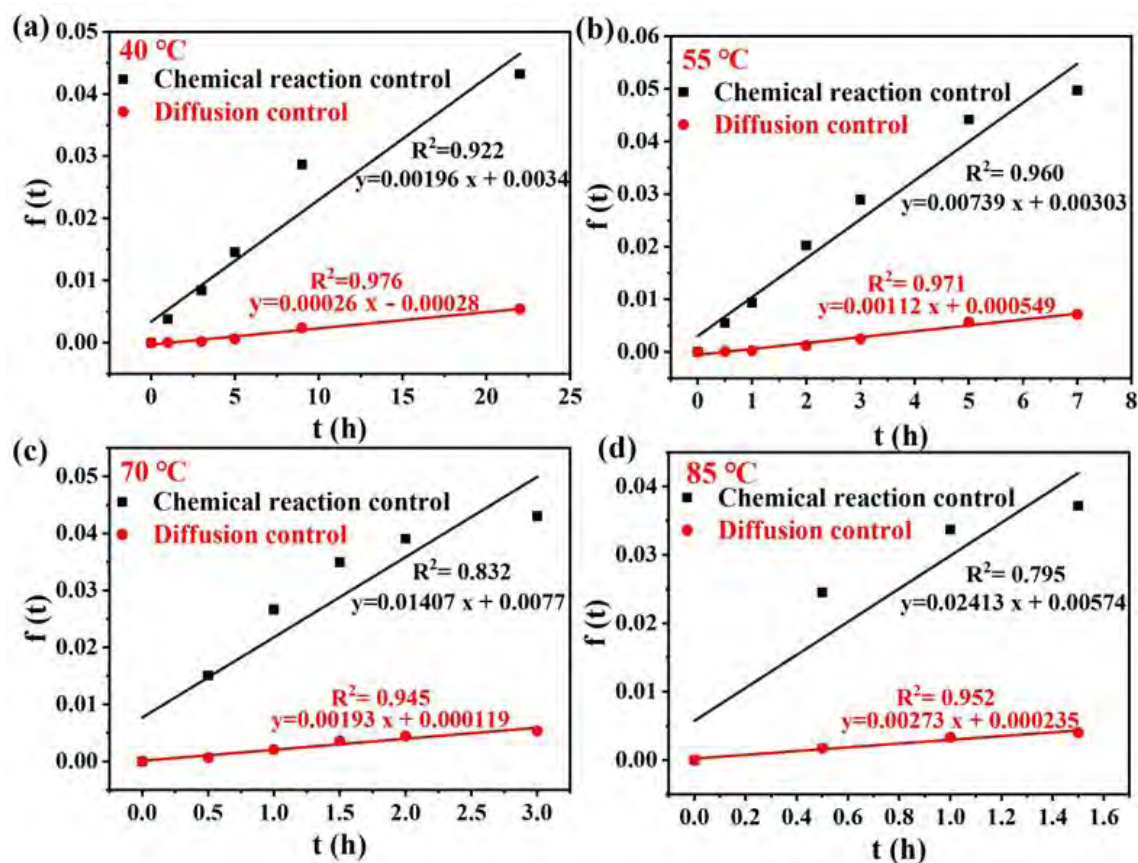 (a)
40 °C
Chemical reaction control
Diffusion control
R²=0.922
y=0.00196 x + 0.0034
R²=0.976
y=0.00026 x - 0.00028
f (t)
0.05
0.04
0.03
0.02
0.01
0.00
0 5 10 15 20 25
t (h)
(b)
55 °C
Chemical reaction control
Diffusion control
R²= 0.960
y=0.00739 x + 0.00303
R²= 0.971
y=0.00112 x + 0.000549
f (t)
0.06
0.05
0.04
0.03
0.02
0.01
0.00
0 1 2 3 4 5 6 7 8
t (h)
(c)
70 °C
Chemical reaction control
Diffusion control
R²= 0.832
y=0.01407 x + 0.0077
R²= 0.945
y=0.00193 x + 0.000119
f (t)
0.05
0.04
0.03
0.02
0.01
0.00
0.0 0.5 1.0 1.5 2.0 2.5 3.0
t (h)
(d)
85 °C
Chemical reaction control
Diffusion control
R²= 0.795
y=0.02413 x + 0.00574
R²= 0.952
y=0.00273 x + 0.000235
f (t)
0.04
0.03
0.02
0.01
0.00
0.0 0.2 0.4 0.6 0.8 1.0 1.2 1.4 1.6
t (h)